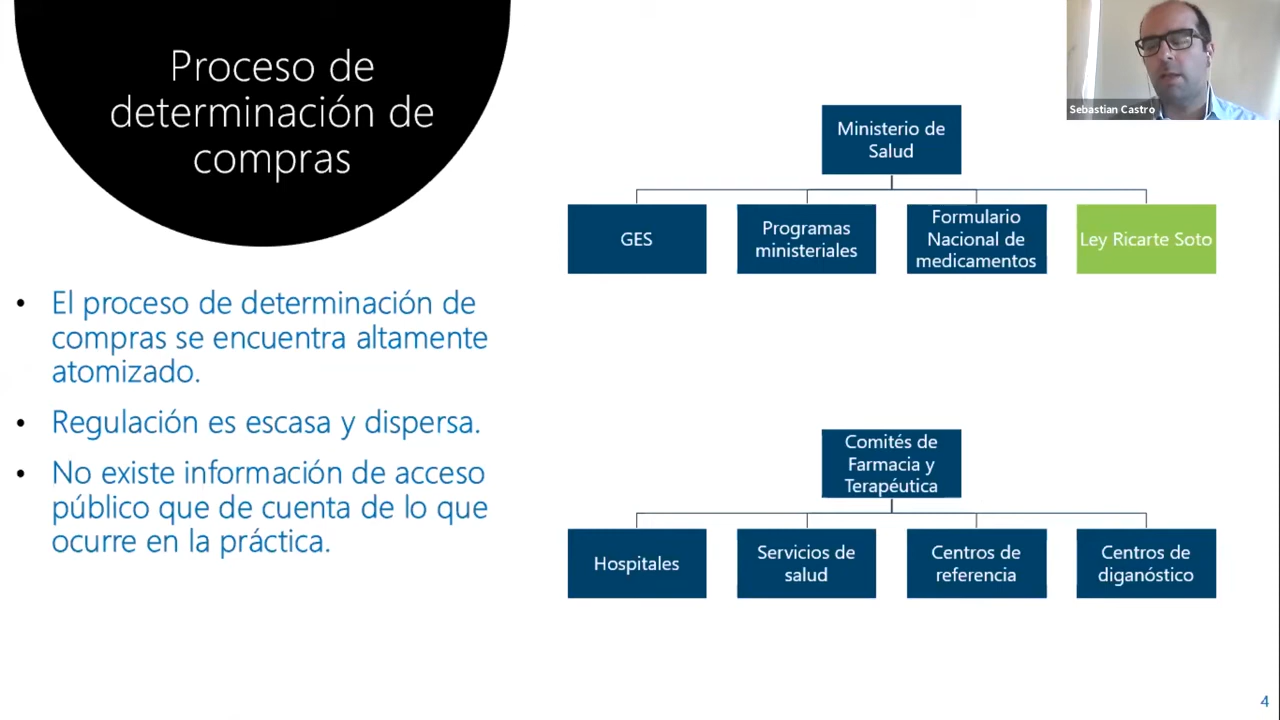 Proceso de
determinación de
compras
• El proceso de determinación de
compras se encuentra altamente
atomizado.
• Regulación es escasa y dispersa.
• No existe información de acceso
público que de cuenta de lo que
ocurre en la práctica.
Sebastian Castro
Ministerio de
Salud
GES
Programas
ministeriales
Formulario
Nacional de
medicamentos
Ley Ricarte Soto
Comités de
Farmacia y
Terapéutica
Hospitales
Servicios de
salud
Centros de
referencia
Centros de
diganóstico
4